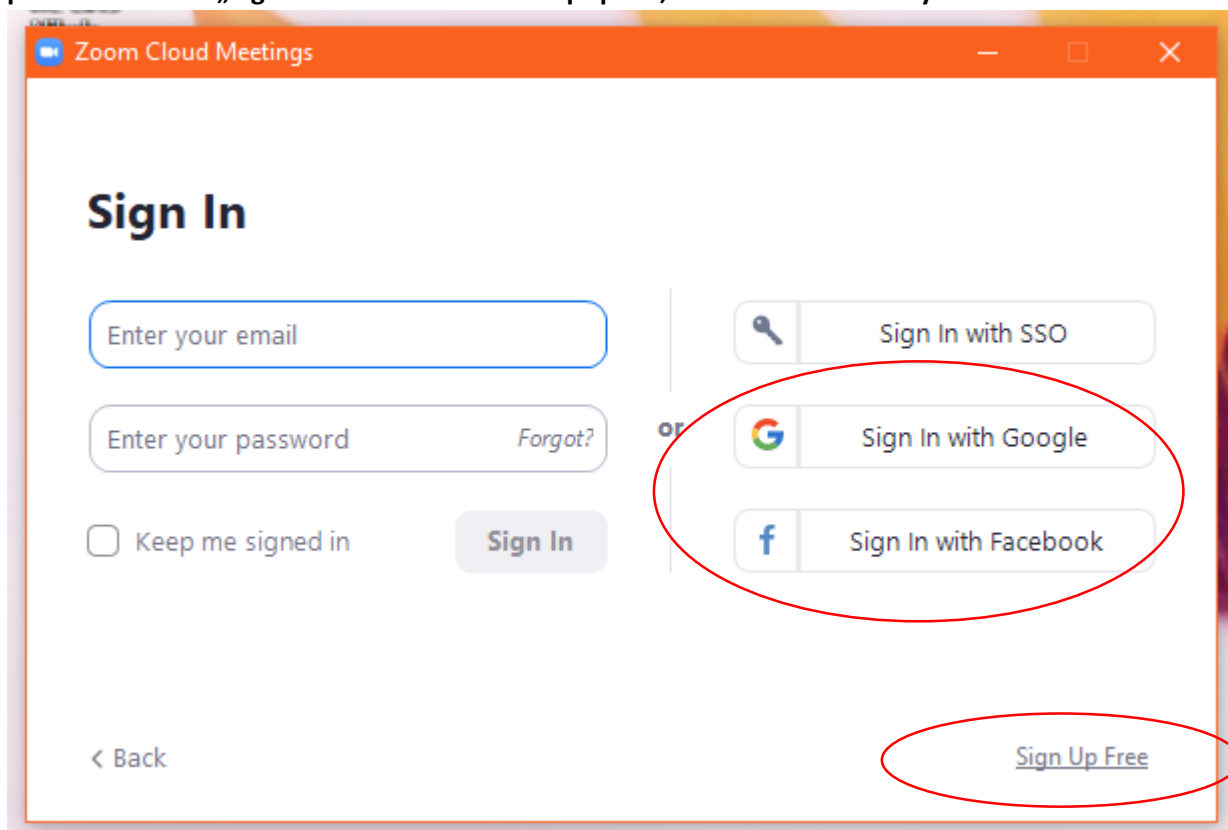 Zoom Cloud Meetings
Sign In
Enter your email
Enter your password
Forgot?
Keep me signed in
Sign In
or
Sign In with SSO
Sign In with Google
Sign In with Facebook
< Back
Sign Up Free